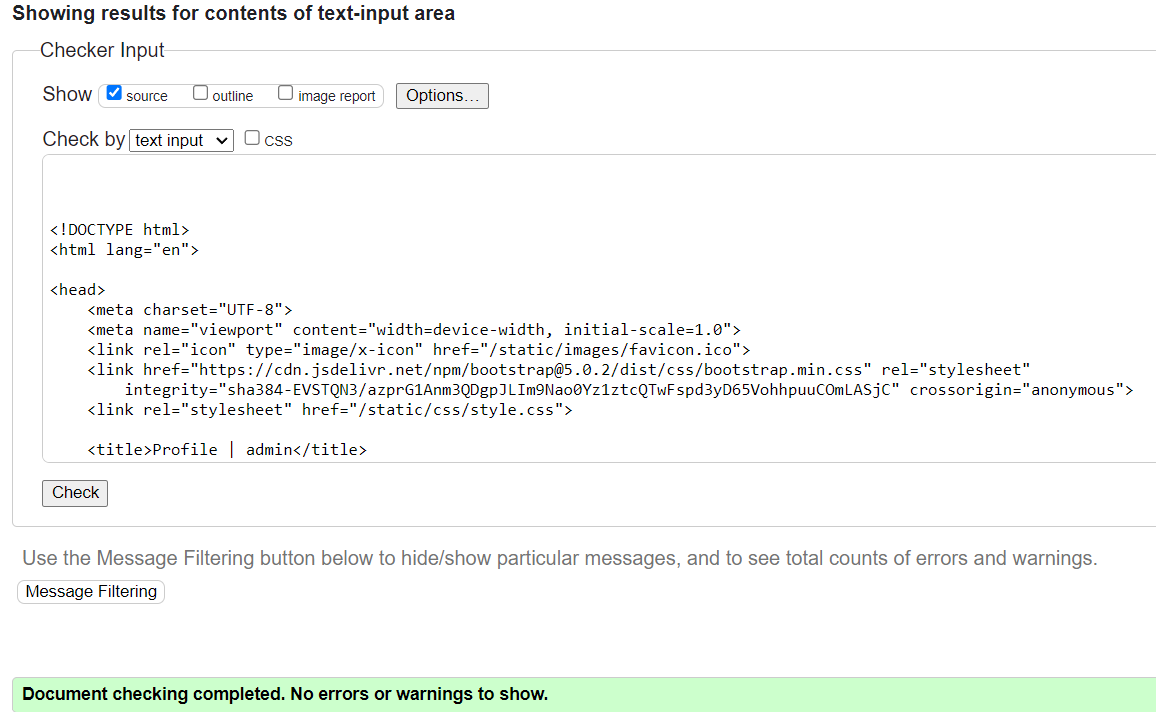 Showing results for contents of text-input area
Checker Input
Show source outline image report Options...
Check by text input CSS
<!DOCTYPE html>
<html lang="en">
<head>
<meta charset="UTF-8">
<meta name="viewport" content="width=device-width, initial-scale=1.0">
<link rel="icon" type="image/x-icon" href="/static/images/favicon.ico">
<link href="https://cdn.jsdelivr.net/npm/bootstrap@5.0.2/dist/css/bootstrap.min.css" rel="stylesheet"
integrity="sha384-EVSTQN3/azprG1Anm3QDgpJLIm9Nao0Yz1ztcQTwFspd3yD65VohhpuuCOmLASjC" crossorigin="anonymous">
<link rel="stylesheet" href="/static/css/style.css">
<title>Profile | admin</title>
Check
Use the Message Filtering button below to hide/show particular messages, and to see total counts of errors and warnings.
Message Filtering
Document checking completed. No errors or warnings to show.